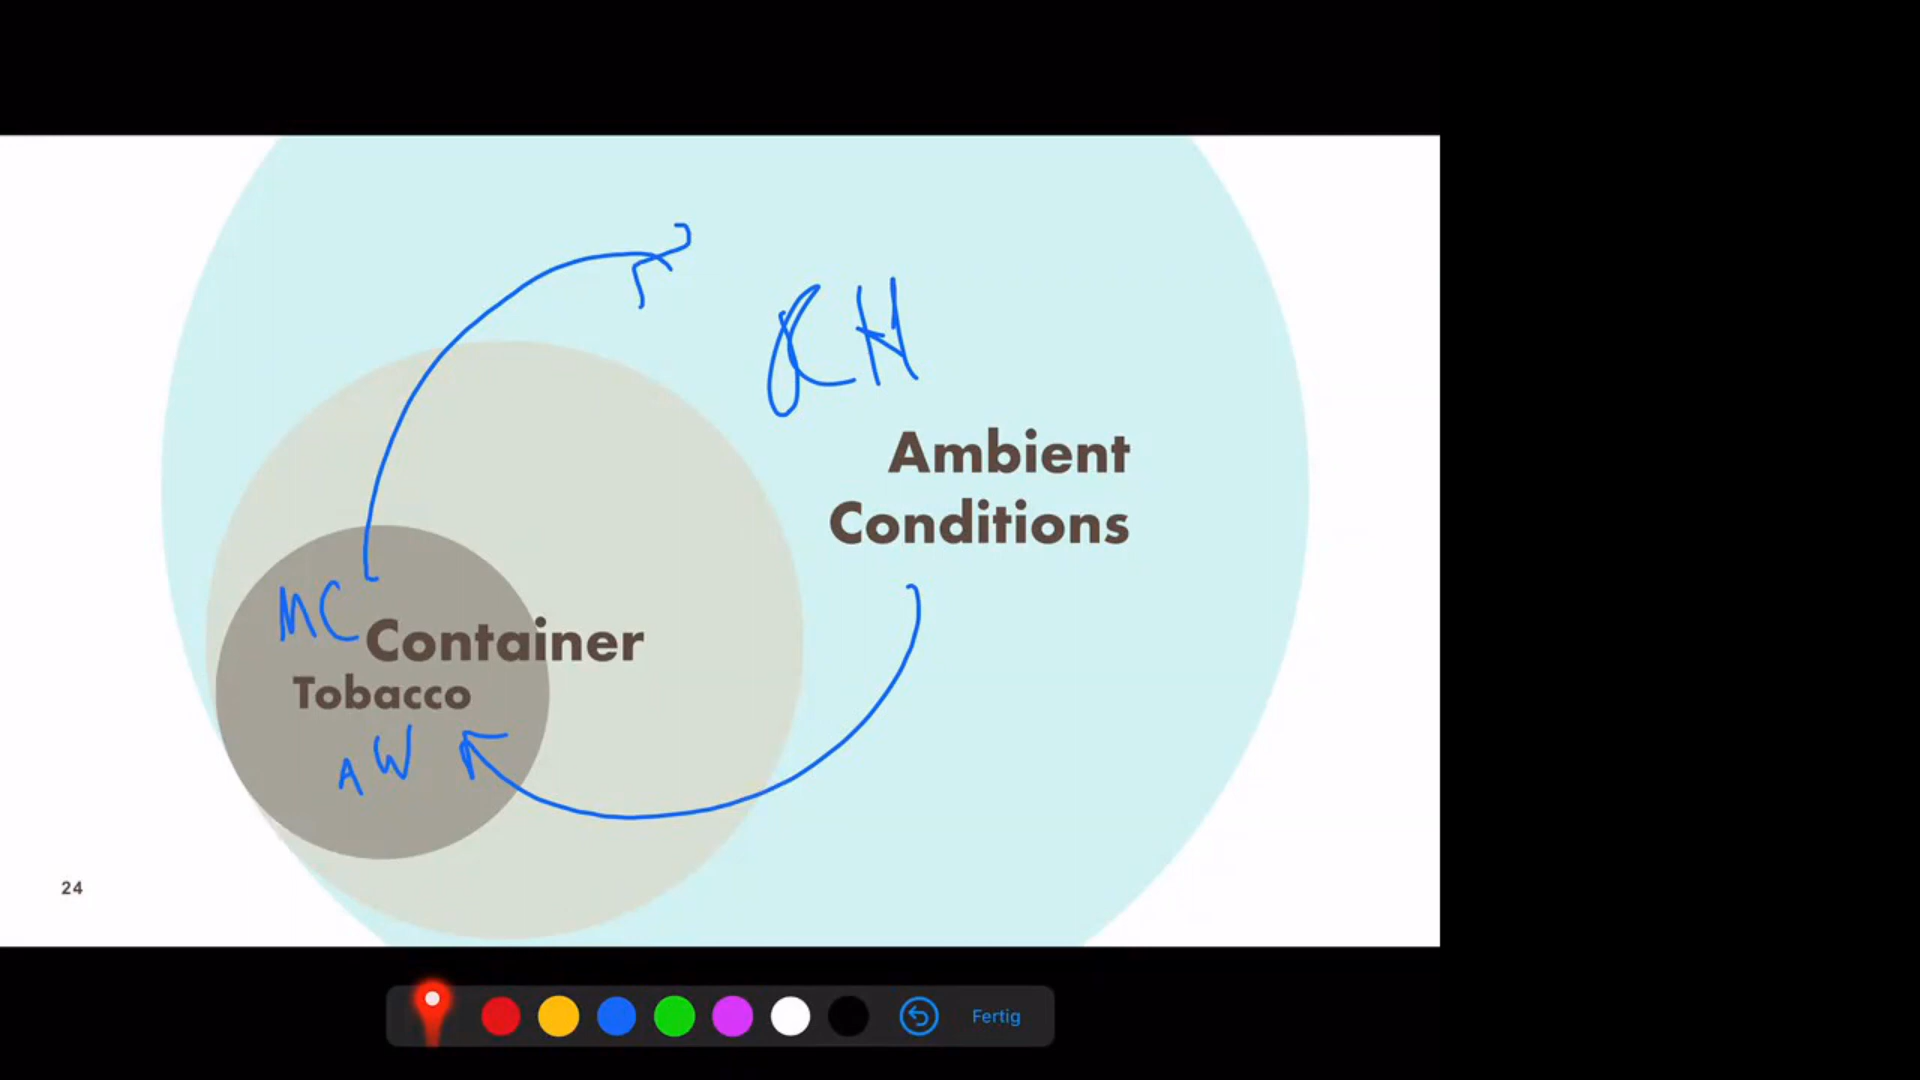 RH
Ambient
Conditions
MC
Container
Tobacco
AW
24
Fertig